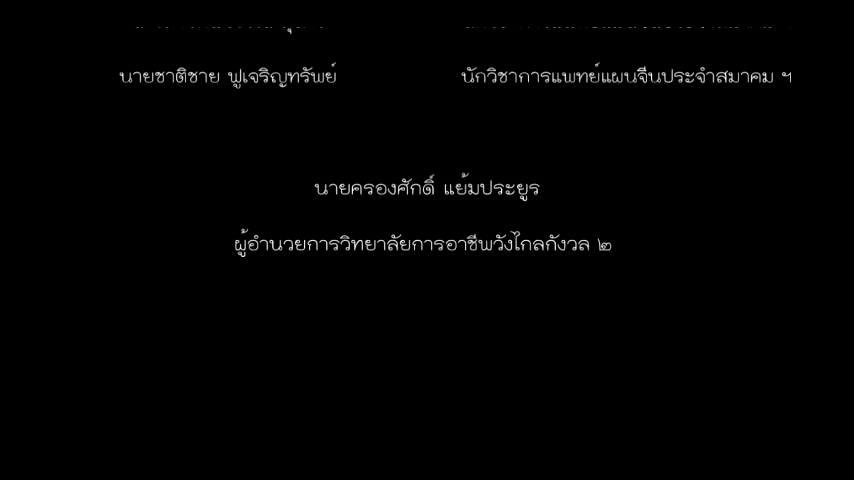 นายชาติชาย ฟูเจริญทรัพย์ นักวิชาการแพทย์แผนจีนประจำสมาคม ฯ
นายครองศักดิ์ แย้มประยูร
ผู้อำนวยการวิทยาลัยการอาชีพวังไกลกังวล ๒